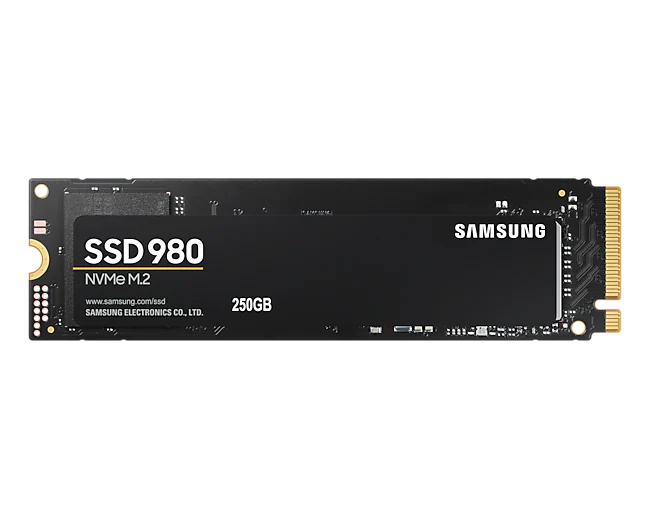 SAMSUNG
SSD 980
NVMe M.2
www.samsung.com/ssd
SAMSUNG ELECTRONICS CO., LTD.
250GB